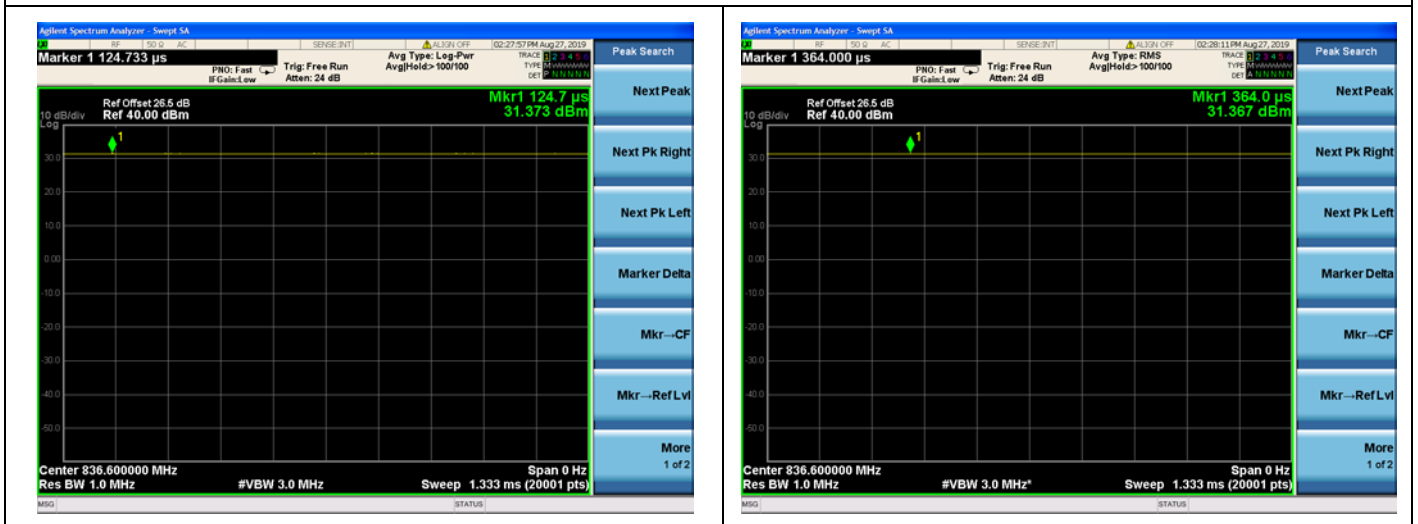 Agilent Spectrum Analyzer - Swept SA
RF 50 Ω AC SENSE:INT ALIGN OFF 02:27:57 PM Aug 27, 2019
Marker 1 124.733 µs
PNO: Fast
IFGain:Low
Trig: Free Run
Atten: 24 dB
Avg Type: Log-Pwr
Avg|Hold:> 100/100
TRACE 1 2 3 4 5 6
TYPE M
DET P N N N N N
Peak Search
Mkr1 124.7 µs
31.373 dBm
Ref Offset 26.5 dB
10 dB/div Ref 40.00 dBm
Log
1
30.0
20.0
10.0
0.00
-10.0
-20.0
-30.0
-40.0
-50.0
Center 836.600000 MHz Span 0 Hz
Res BW 1.0 MHz #VBW 3.0 MHz Sweep 1.333 ms (20001 pts)
Next Peak
Next Pk Right
Next Pk Left
Marker Delta
Mkr→CF
Mkr→Ref Lvl
More
1 of 2
MSG STATUS
Agilent Spectrum Analyzer - Swept SA
RF 50 Ω AC SENSE:INT ALIGN OFF 02:28:11 PM Aug 27, 2019
Marker 1 364.000 µs
PNO: Fast
IFGain:Low
Trig: Free Run
Atten: 24 dB
Avg Type: RMS
Avg|Hold:> 100/100
TRACE 1 2 3 4 5 6
TYPE M
DET A N N N N N
Peak Search
Mkr1 364.0 µs
31.367 dBm
Ref Offset 26.5 dB
10 dB/div Ref 40.00 dBm
Log
1
30.0
20.0
10.0
0.00
-10.0
-20.0
-30.0
-40.0
-50.0
Center 836.600000 MHz Span 0 Hz
Res BW 1.0 MHz #VBW 3.0 MHz* Sweep 1.333 ms (20001 pts)
Next Peak
Next Pk Right
Next Pk Left
Marker Delta
Mkr→CF
Mkr→Ref Lvl
More
1 of 2
MSG STATUS